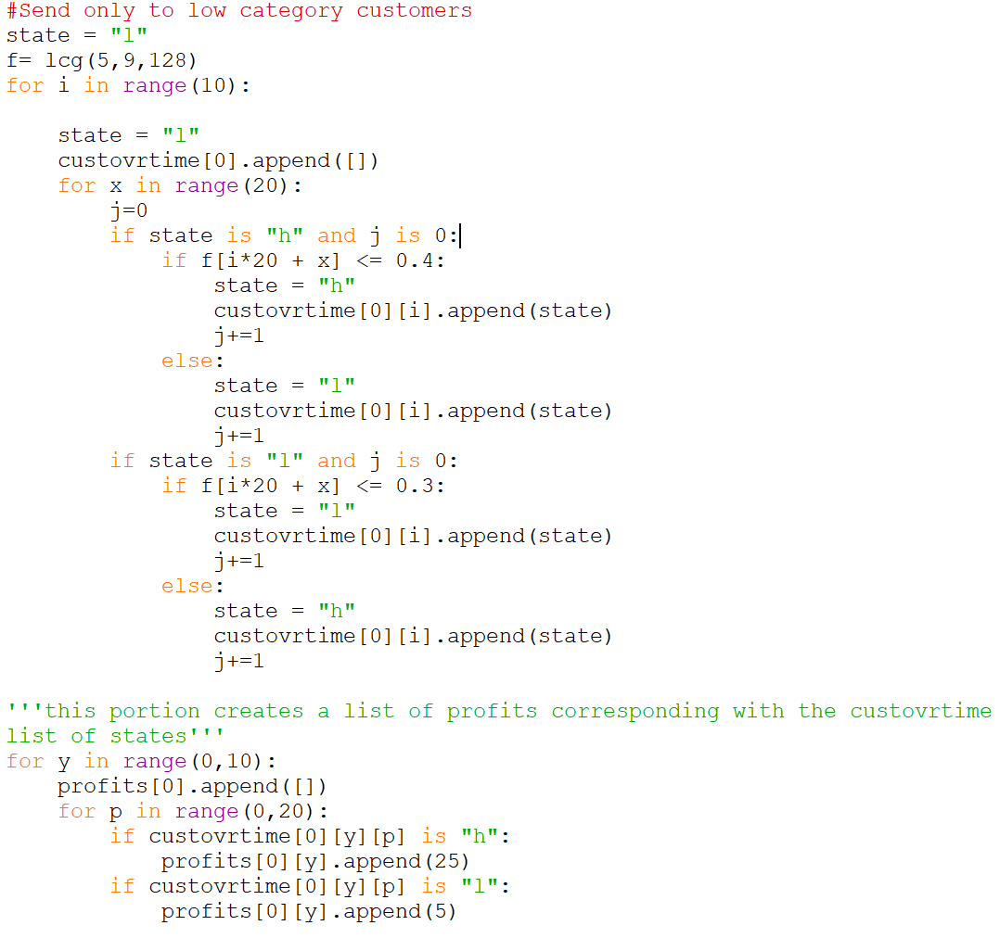 #Send only to low category customers
state = "l"
f= lcg(5,9,128)
for i in range(10):

    state = "l"
    custovrtime[0].append([])
    for x in range(20):
        j=0
        if state is "h" and j is 0:
            if f[i*20 + x] <= 0.4:
                state = "h"
                custovrtime[0][i].append(state)
                j+=1
            else:
                state = "l"
                custovrtime[0][i].append(state)
                j+=1
        if state is "l" and j is 0:
            if f[i*20 + x] <= 0.3:
                state = "l"
                custovrtime[0][i].append(state)
                j+=1
            else:
                state = "h"
                custovrtime[0][i].append(state)
                j+=1

'''this portion creates a list of profits corresponding with the custovrtime
list of states'''
for y in range(0,10):
    profits[0].append([])
    for p in range(0,20):
        if custovrtime[0][y][p] is "h":
            profits[0][y].append(25)
        if custovrtime[0][y][p] is "l":
            profits[0][y].append(5)